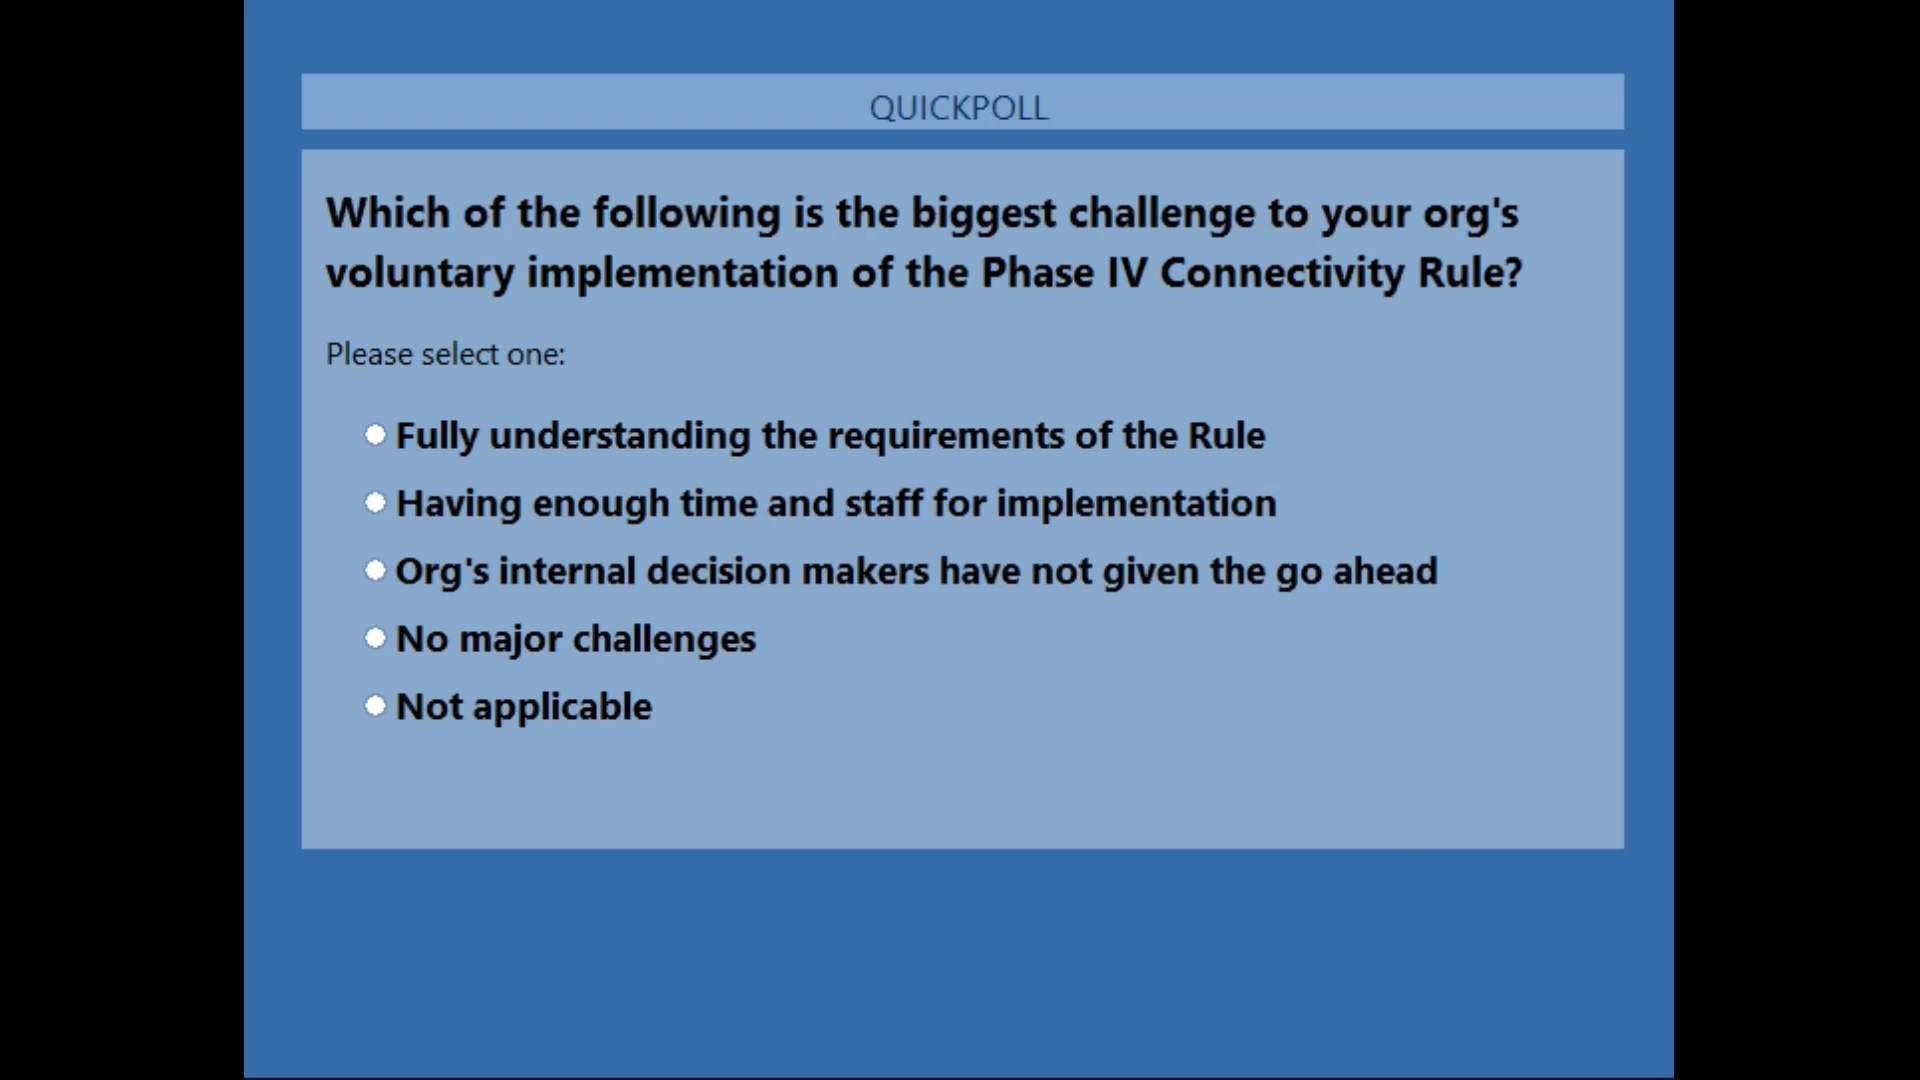 QUICKPOLL
Which of the following is the biggest challenge to your org's
voluntary implementation of the Phase IV Connectivity Rule?
Please select one:
Fully understanding the requirements of the Rule
Having enough time and staff for implementation
Org's internal decision makers have not given the go ahead
No major challenges
Not applicable